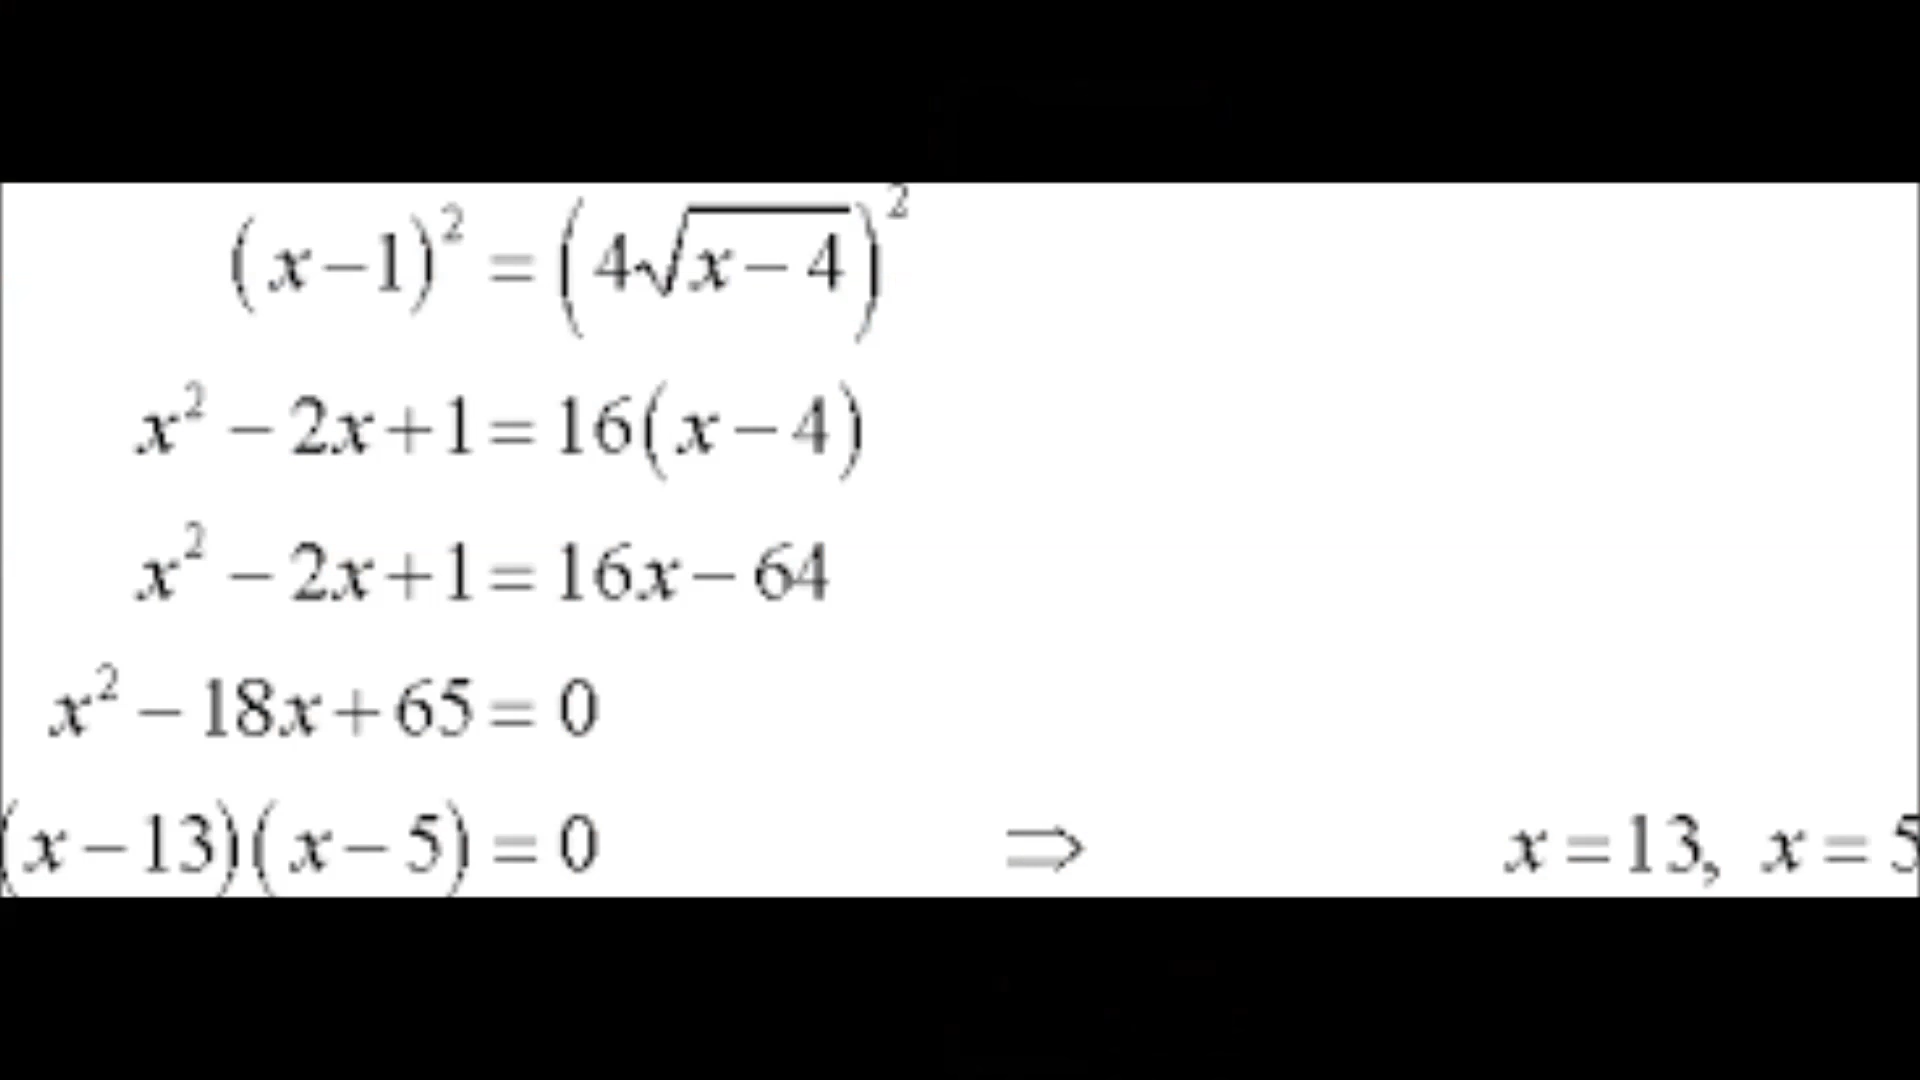 (x−1)² = (4√(x−4))²
x² − 2x + 1 = 16(x − 4)
x² − 2x + 1 = 16x − 64
x² − 18x + 65 = 0
(x − 13)(x − 5) = 0 ⇒ x = 13, x = 5